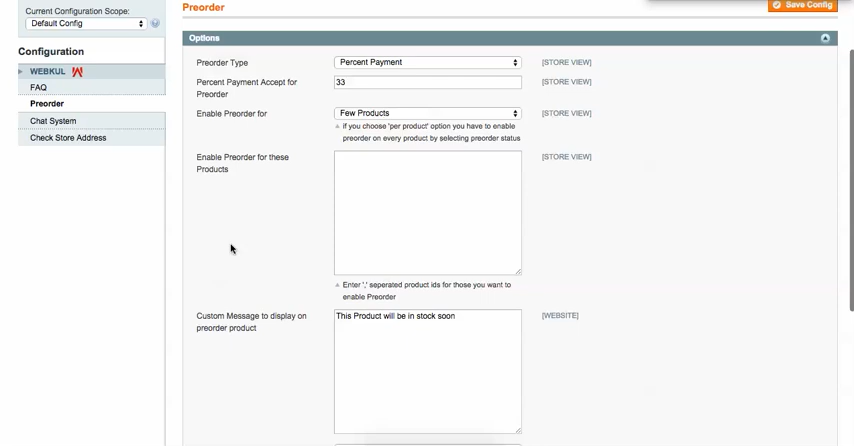 Current Configuration Scope:
Default Config
Configuration
WEBKUL
FAQ
Preorder
Chat System
Check Store Address
Preorder
Save Config
Options
Preorder Type
Percent Payment
[STORE VIEW]
Percent Payment Accept for
Preorder
33
[STORE VIEW]
Enable Preorder for
Few Products
[STORE VIEW]
If you choose 'per product' option you have to enable
preorder on every product by selecting preorder status
Enable Preorder for these
Products
[STORE VIEW]
Enter ',' seperated product ids for those you want to
enable Preorder
Custom Message to display on
preorder product
This Product will be in stock soon
[WEBSITE]